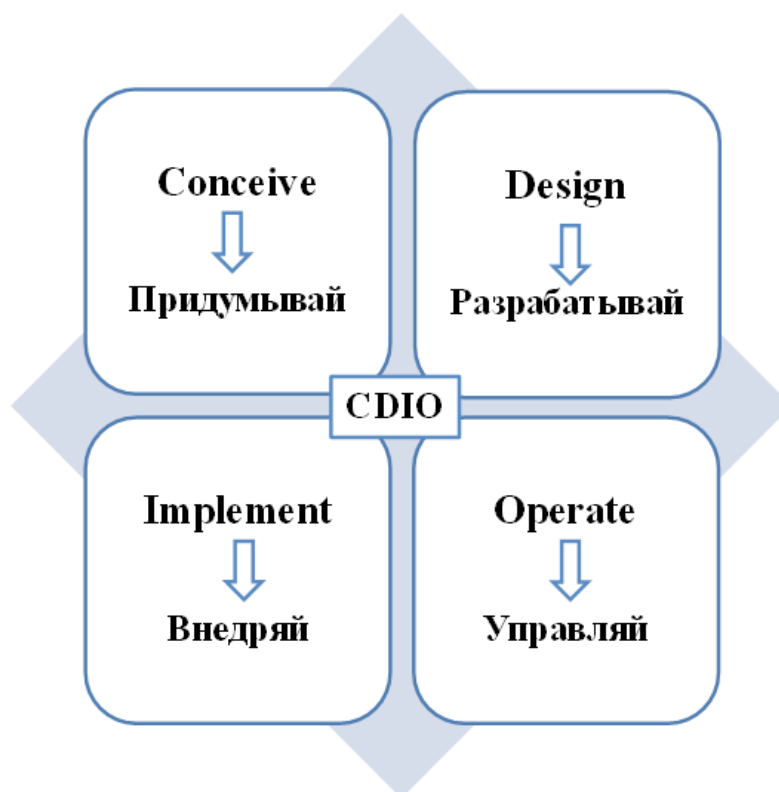 Conceive
Придумывай
Design
Разрабатывай
CDIO
Implement
Внедряй
Operate
Управляй